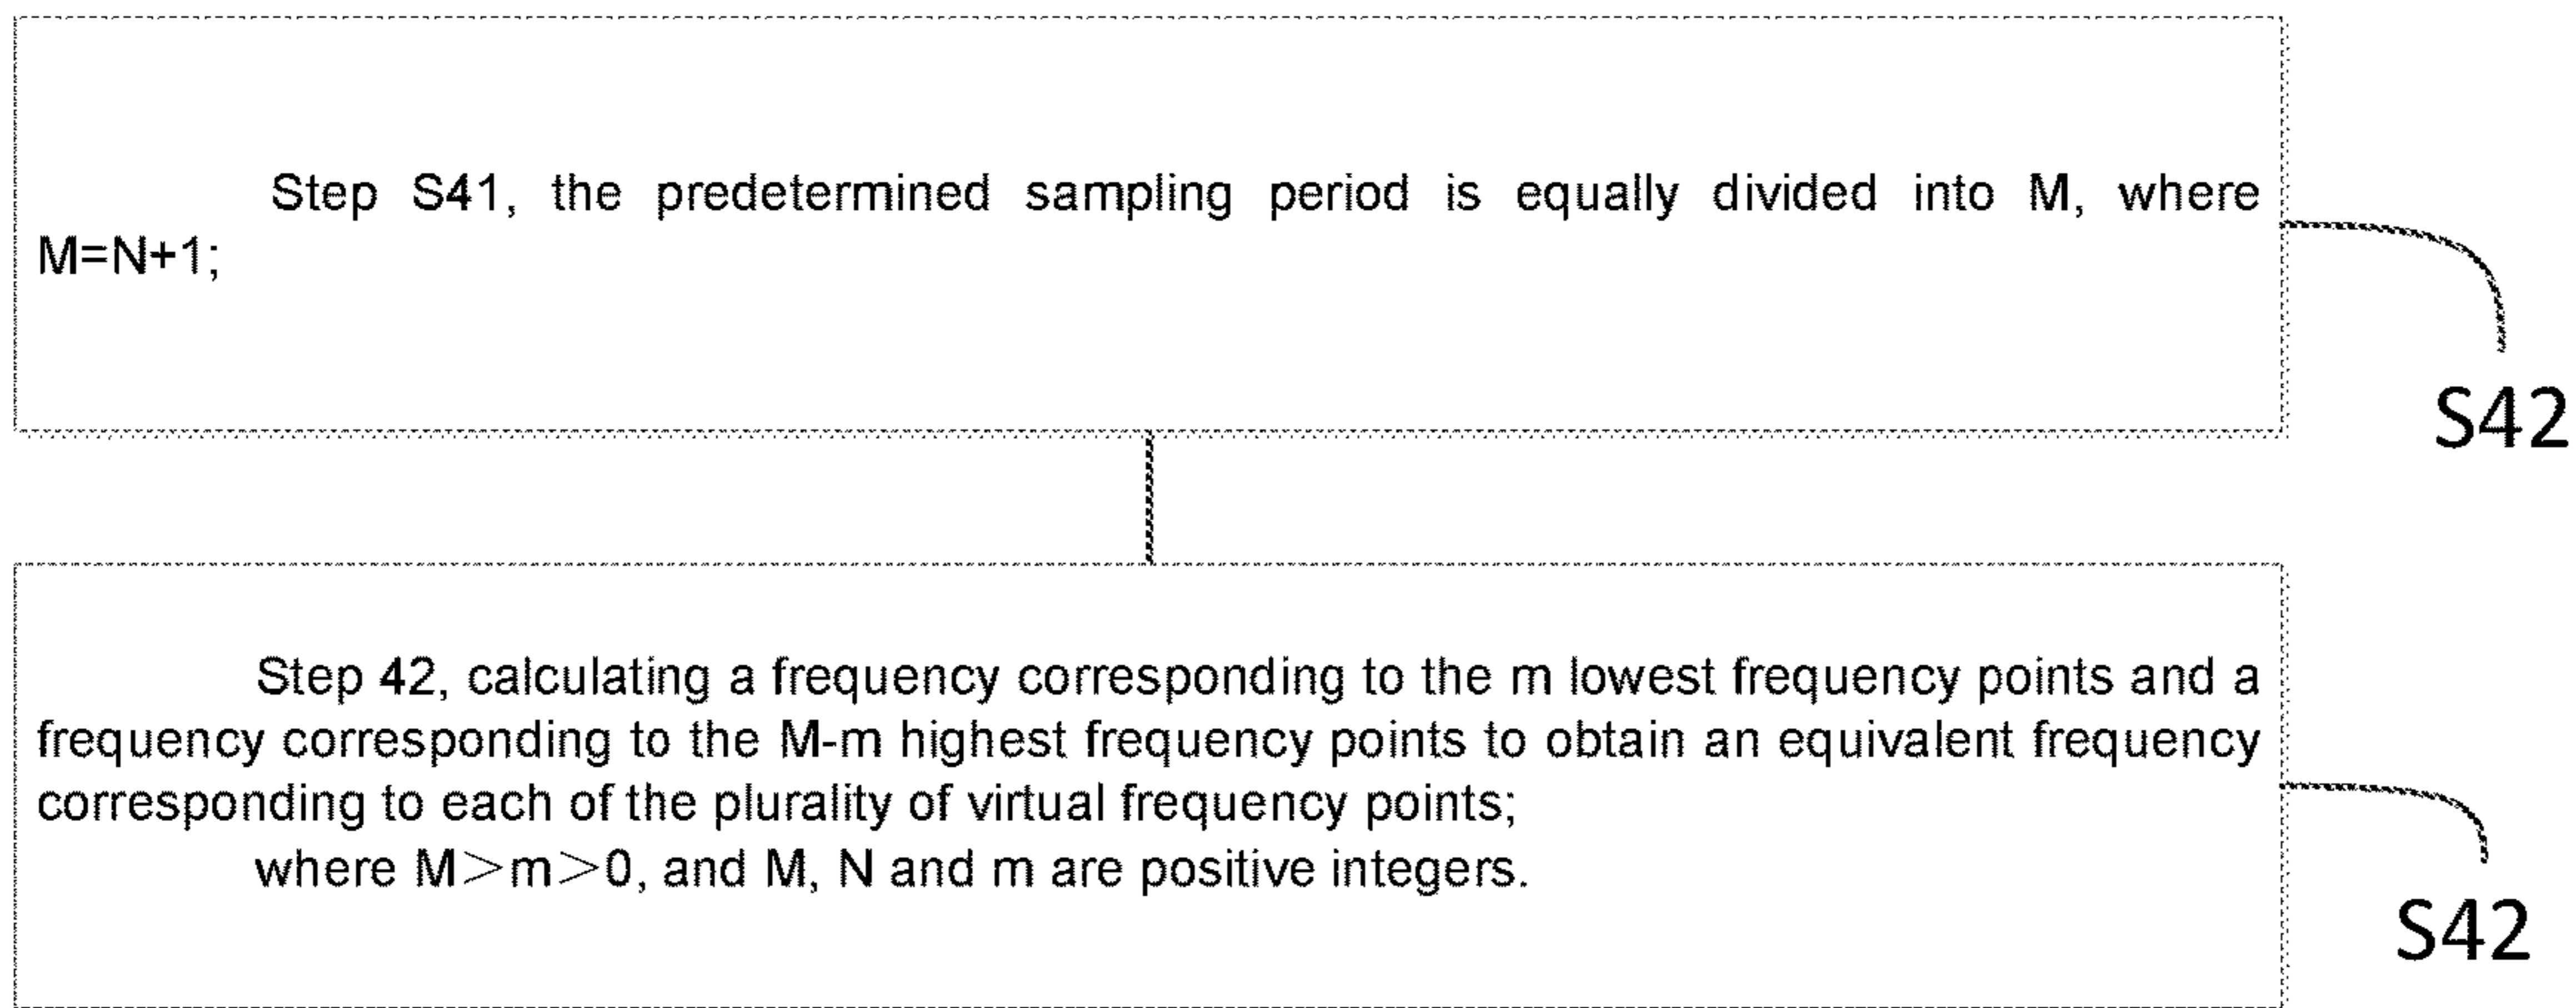 Step S41, the predetermined sampling period is equally divided into M, where
M=N+1;
S42
Step 42, calculating a frequency corresponding to the m lowest frequency points and a
frequency corresponding to the M-m highest frequency points to obtain an equivalent frequency
corresponding to each of the plurality of virtual frequency points;
where M>m>0, and M, N and m are positive integers.
S42